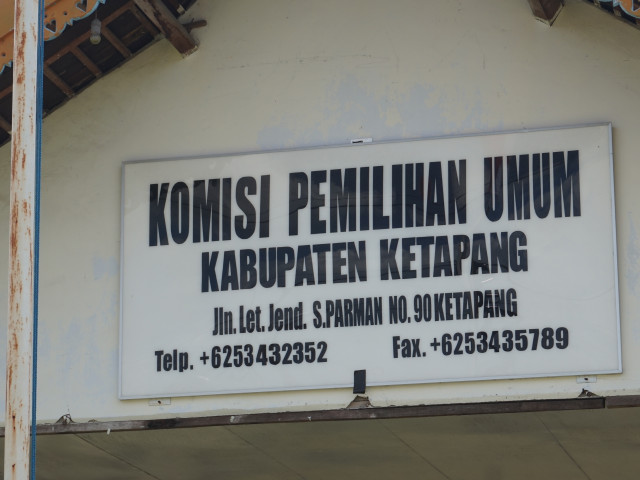 KOMISI PEMILIHAN UMUM
KABUPATEN KETAPANG
Jln. Let. Jend. S.PARMAN NO. 90 KETAPANG
Telp. +6253432352 Fax. +6253435789